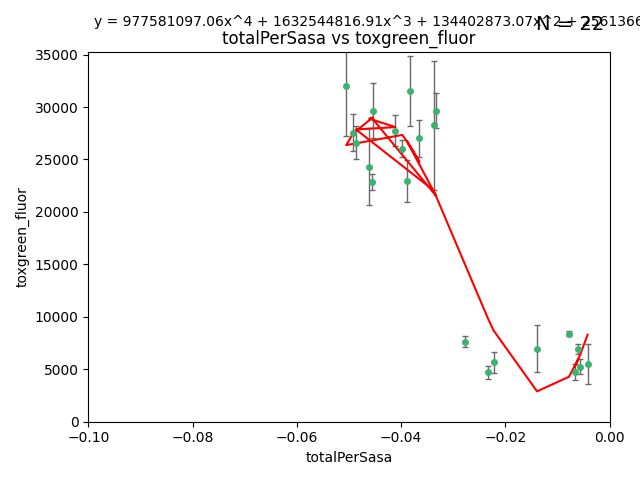 y = 977581097.06x^4 + 1632544816.91x^3 + 134402873.07x^2 +
N = 22
totalPerSasa vs toxgreen_fluor
35000
30000
25000
20000
15000
10000
5000
0
toxgreen_fluor
−0.10
−0.08
−0.06
−0.04
−0.02
0.00
totalPerSasa